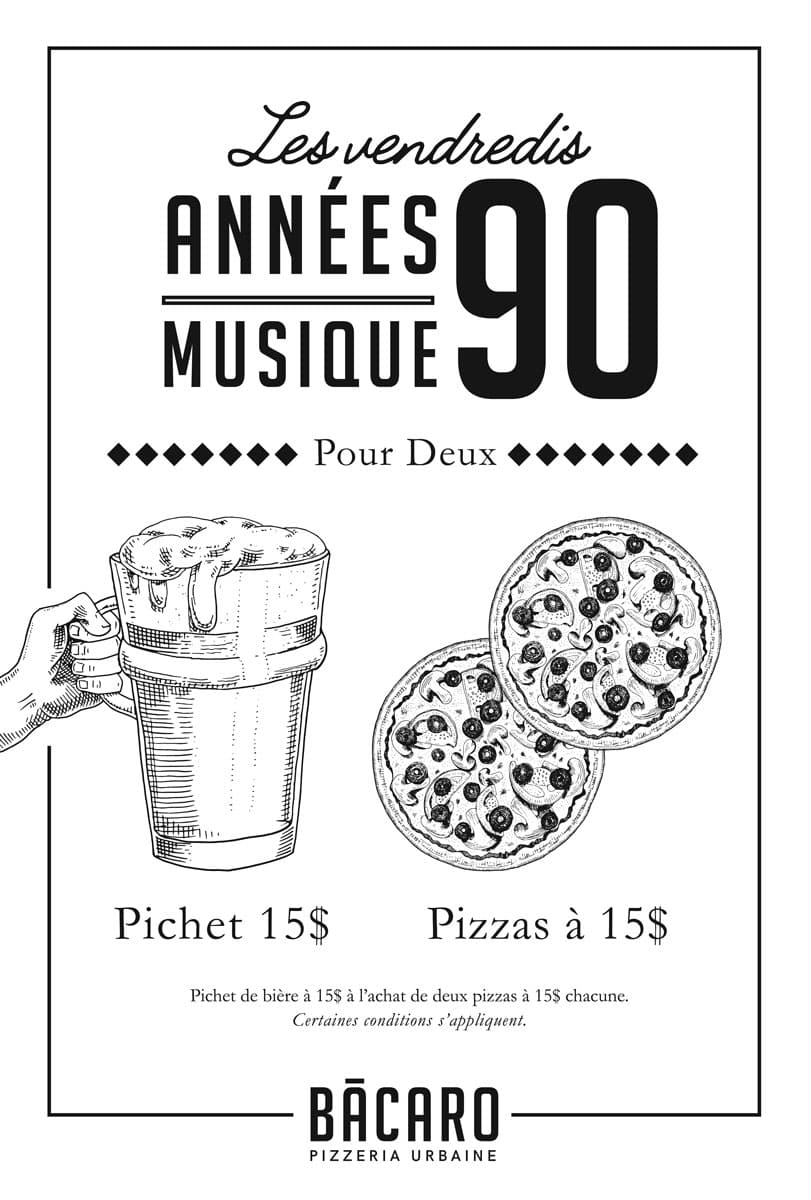 Les vendredis
ANNÉES 90
MUSIQUE
Pour Deux
Pichet 15$
Pizzas à 15$
Pichet de bière à 15$ à l’achat de deux pizzas à 15$ chacune.
Certaines conditions s’appliquent.
BĀCARO
PIZZERIA URBAINE